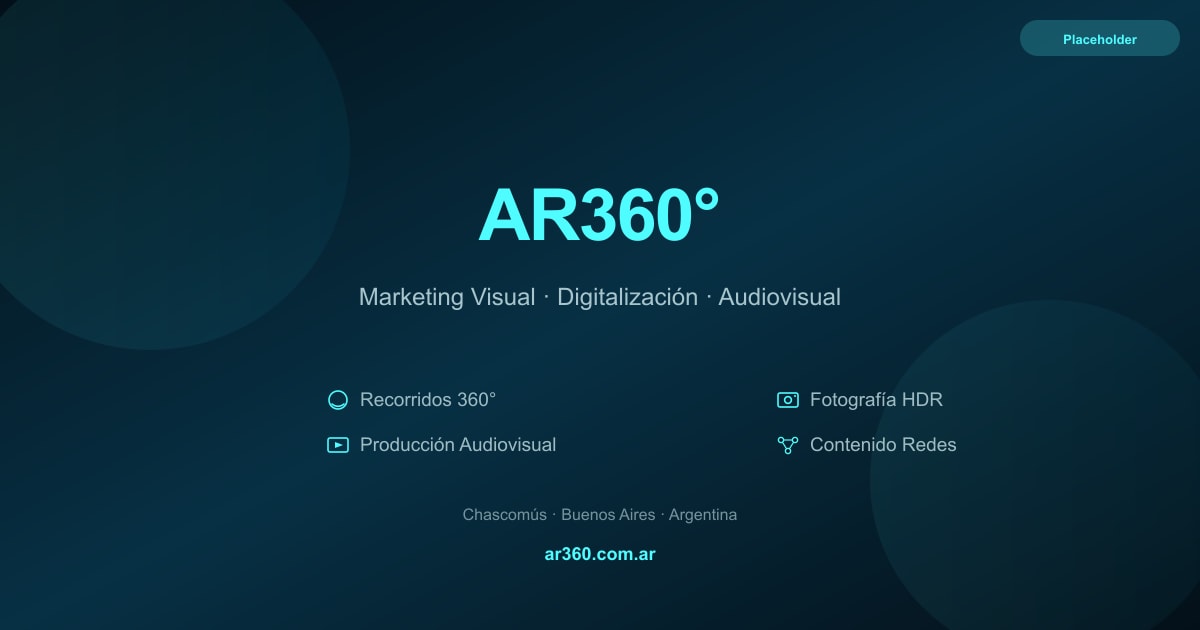 Placeholder
AR360°
Marketing Visual · Digitalización · Audiovisual
Recorridos 360°
Fotografía HDR
Producción Audiovisual
Contenido Redes
Chascomús · Buenos Aires · Argentina
ar360.com.ar